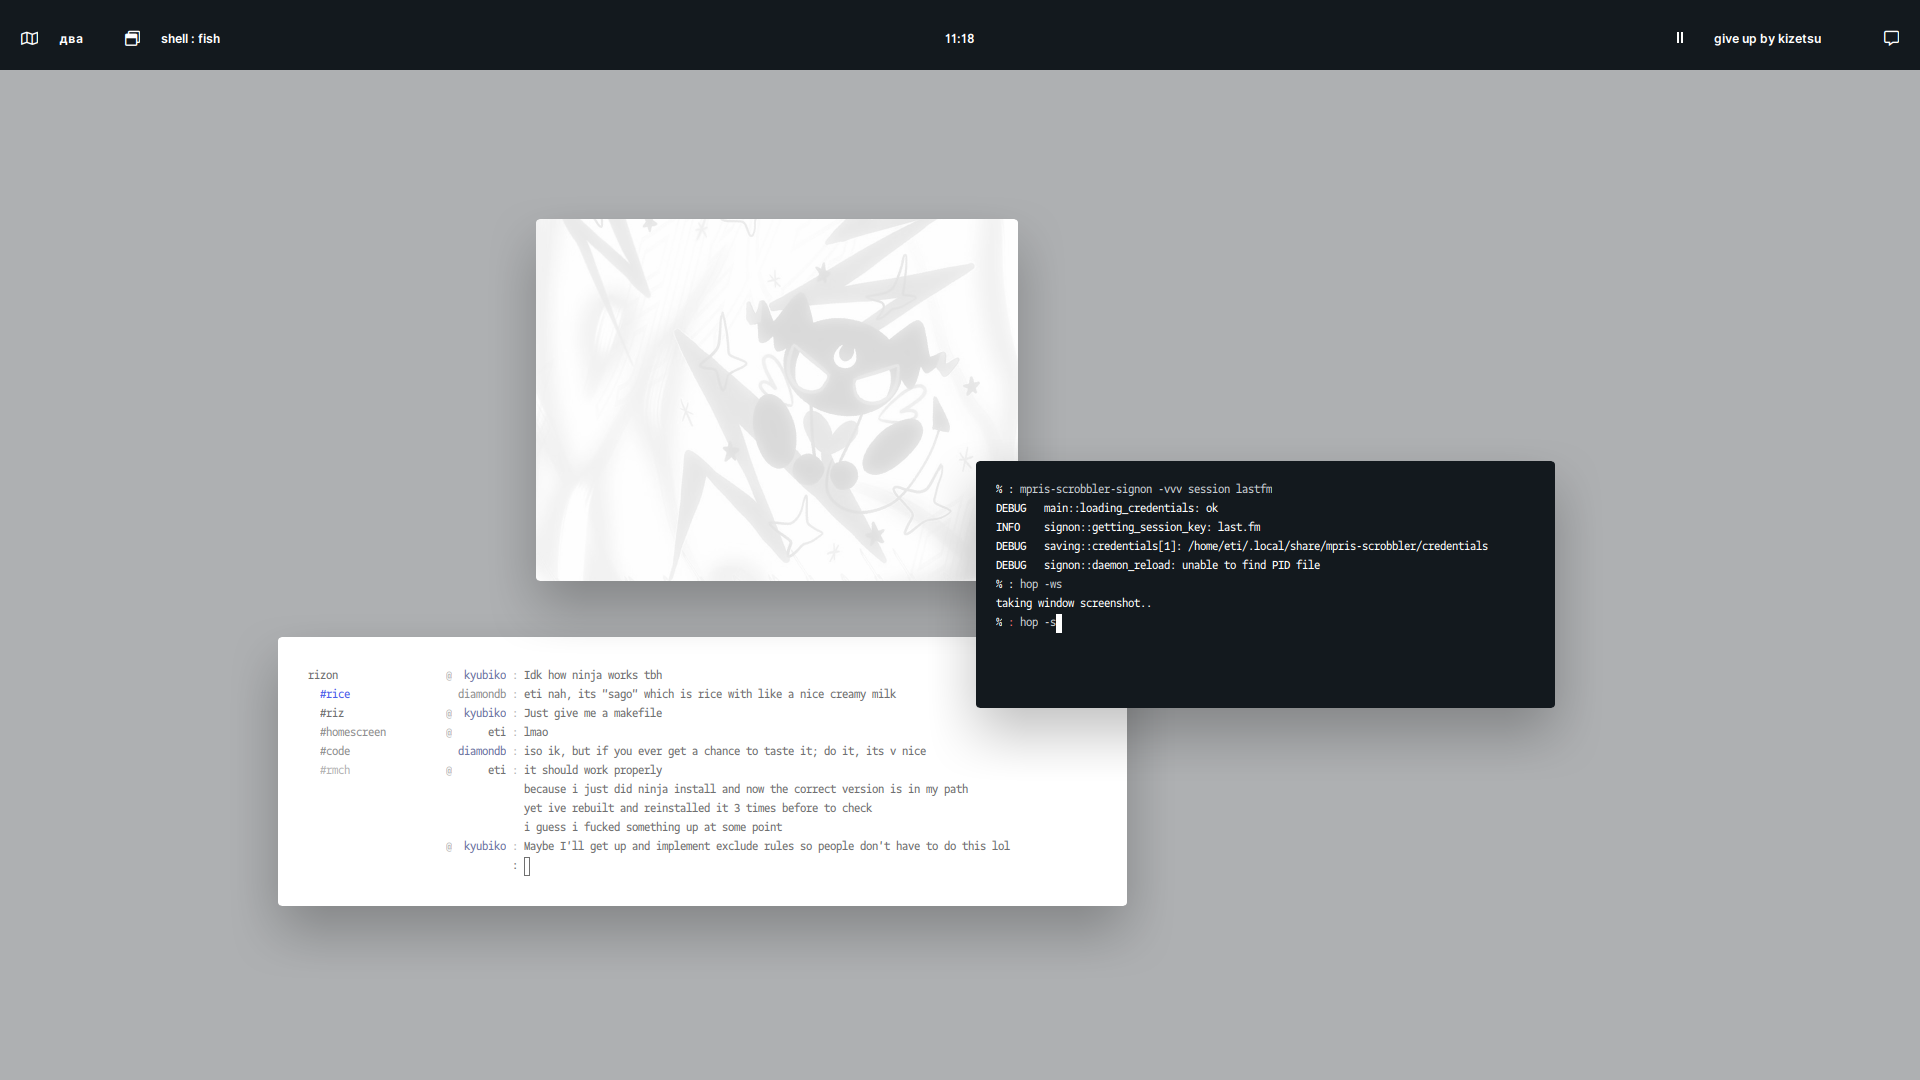 два
shell : fish
11:18
give up by kizetsu
% : mpris-scrobbler-signon -vvv session lastfm
DEBUG main::loading_credentials: ok
INFO signon::getting_session_key: last.fm
DEBUG saving::credentials[1]: /home/eti/.local/share/mpris-scrobbler/credentials
DEBUG signon::daemon_reload: unable to find PID file
% : hop -ws
taking window screenshot..
% : hop -s
rizon
#rice
#riz
#homescreen
#code
#rmch
@ kyubiko : Idk how ninja works tbh
diamondb : eti nah, its "sago" which is rice with like a nice creamy milk
@ kyubiko : Just give me a makefile
@ eti : lmao
diamondb : iso ik, but if you ever get a chance to taste it; do it, its v nice
@ eti : it should work properly
because i just did ninja install and now the correct version is in my path
yet ive rebuilt and reinstalled it 3 times before to check
i guess i fucked something up at some point
@ kyubiko : Maybe I'll get up and implement exclude rules so people don't have to do this lol
: